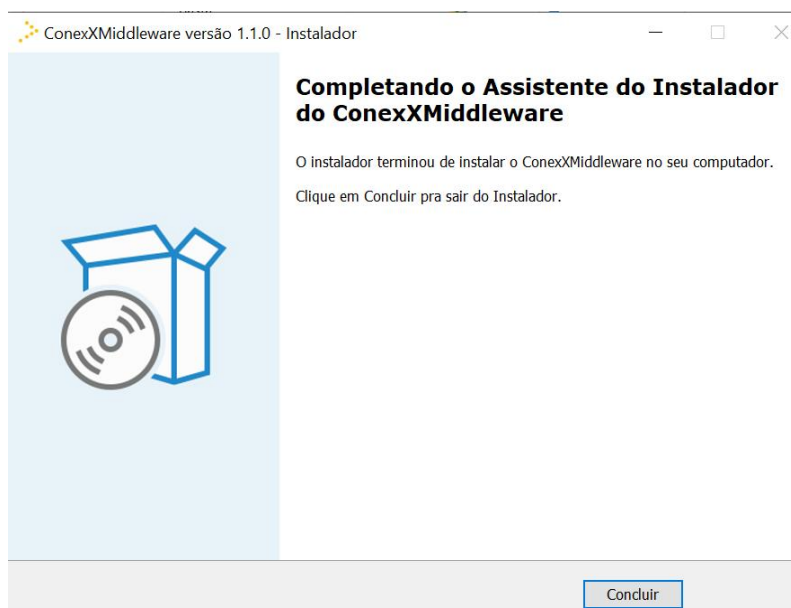 ConexXMiddleware versão 1.1.0 - Instalador
Completando o Assistente do Instalador
do ConexXMiddleware
O instalador terminou de instalar o ConexXMiddleware no seu computador.
Clique em Concluir pra sair do Instalador.
Concluir